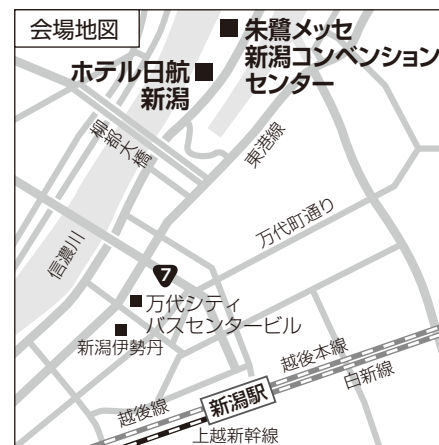 会場地図
朱鷺メッセ
新潟コンベンション
センター
ホテル日航
新潟
柳都大橋
東港線
万代町通り
信濃川
7
万代シティ
バスセンタービル
新潟伊勢丹
越後本線
白新線
新潟駅
越後線
上越新幹線